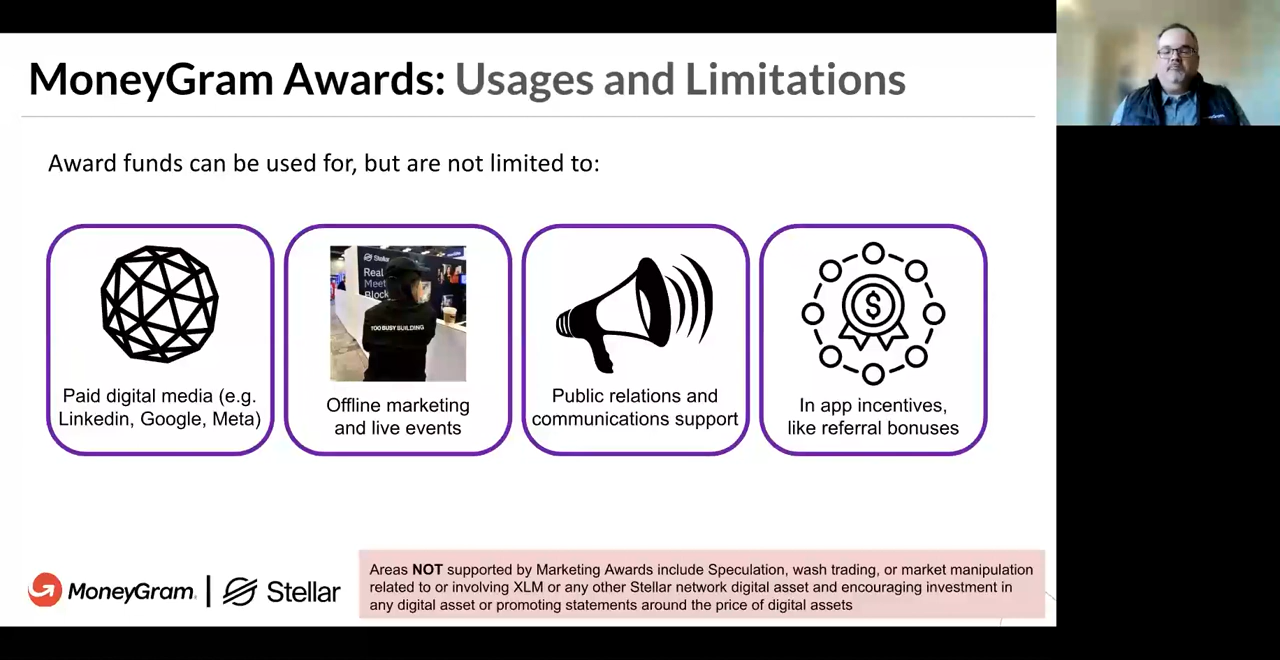 MoneyGram Awards: Usages and Limitations
Award funds can be used for, but are not limited to:
Paid digital media (e.g.
Linkedin, Google, Meta)
Stellar
Real
Meet
Block
TOO BUSY BUILDING
Offline marketing
and live events
Public relations and
communications support
$
In app incentives,
like referral bonuses
MoneyGram
Stellar
Areas NOT supported by Marketing Awards include Speculation, wash trading, or market manipulation
related to or involving XLM or any other Stellar network digital asset and encouraging investment in
any digital asset or promoting statements around the price of digital assets